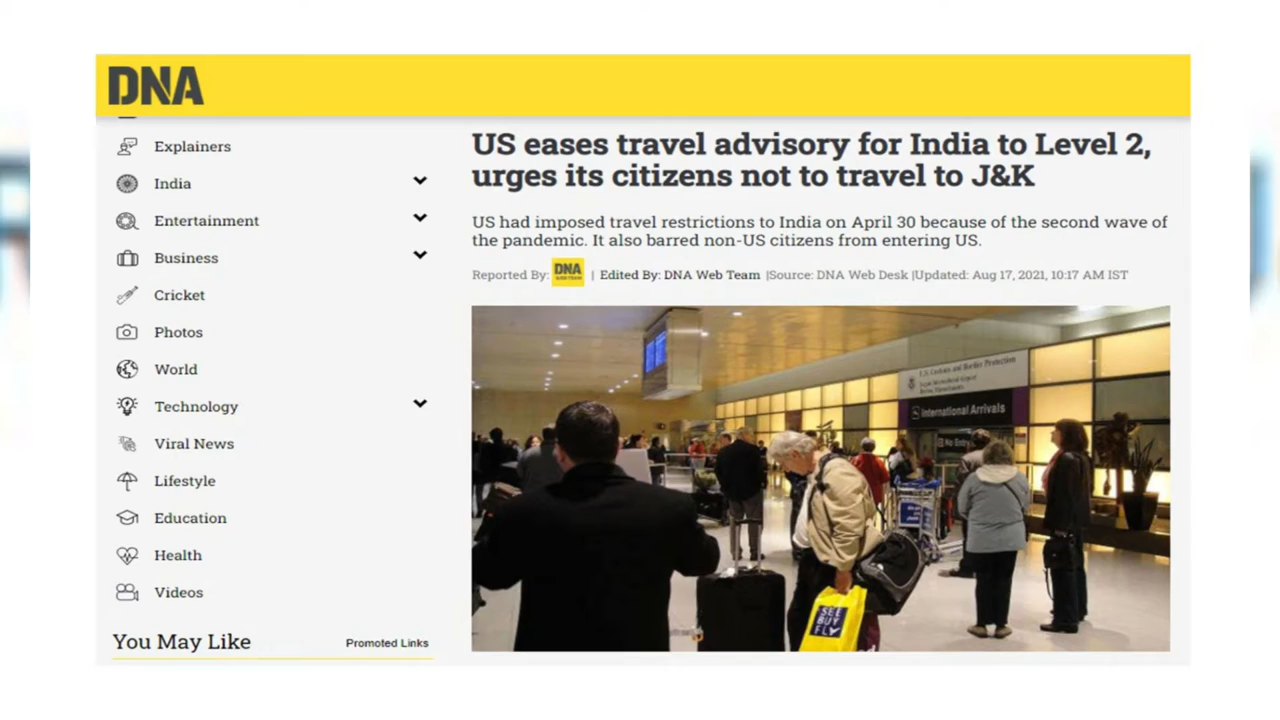 DNA
Explainers
India
Entertainment
Business
Cricket
Photos
World
Technology
Viral News
Lifestyle
Education
Health
Videos
You May Like
Promoted Links
US eases travel advisory for India to Level 2,
urges its citizens not to travel to J&K
US had imposed travel restrictions to India on April 30 because of the second wave of
the pandemic. It also barred non-US citizens from entering US.
Reported By: DNA | Edited By: DNA Web Team |Source: DNA Web Desk |Updated: Aug 17, 2021, 10:17 AM IST
U.S. Customs and Border Protection
International Arrivals
No Entry
SEE
BUY
FLY